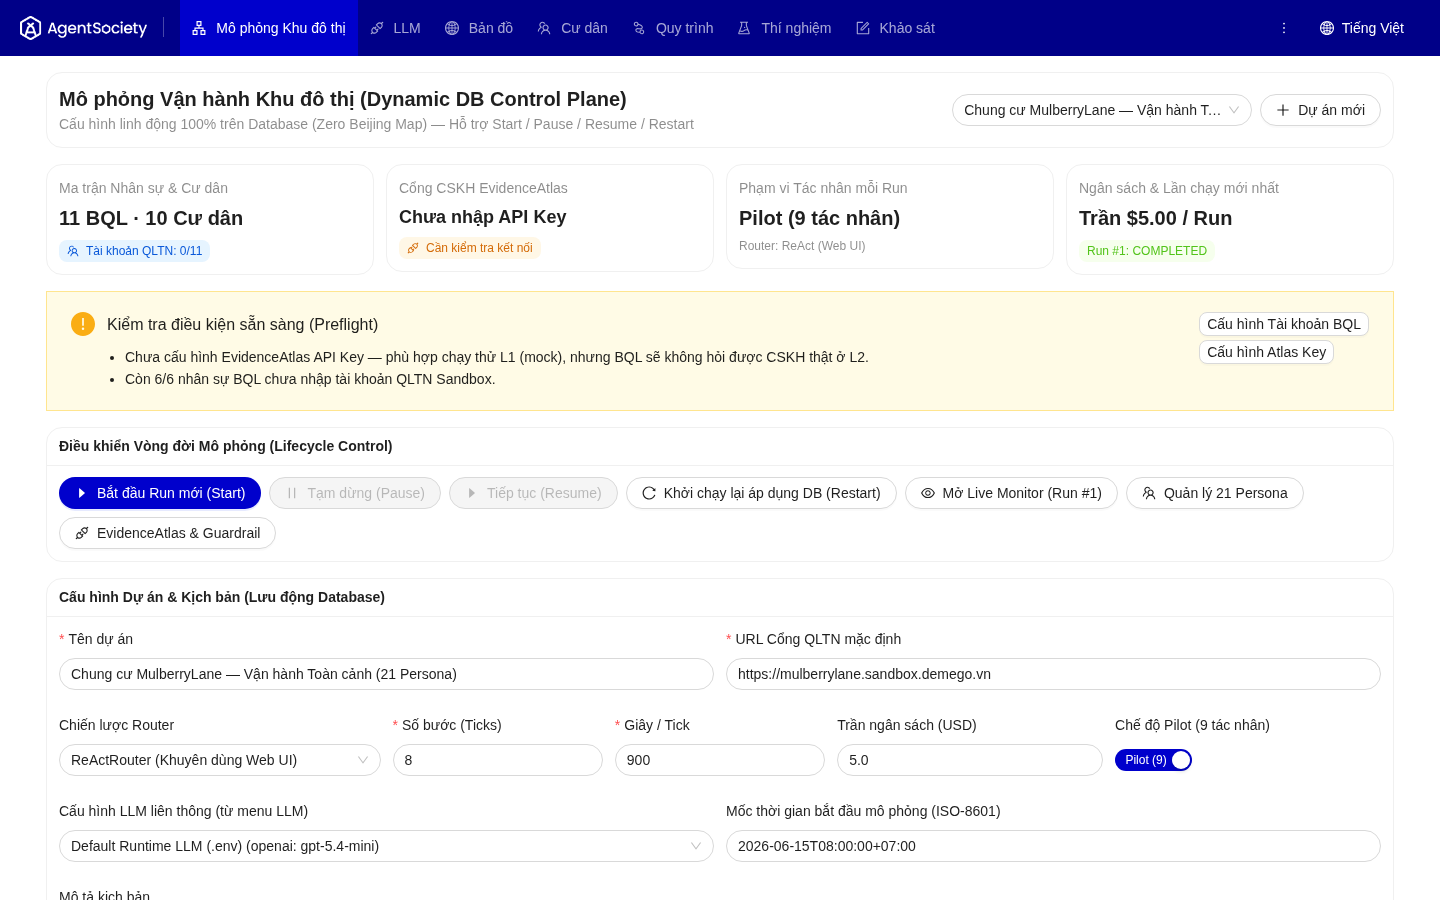 AgentSociety
Mô phỏng Khu đô thị
LLM
Bản đồ
Cư dân
Quy trình
Thí nghiệm
Khảo sát
Tiếng Việt
Mô phỏng Vận hành Khu đô thị (Dynamic DB Control Plane)
Cấu hình linh động 100% trên Database (Zero Beijing Map) — Hỗ trợ Start / Pause / Resume / Restart
Chung cư MulberryLane — Vận hành T...
Dự án mới
Ma trận Nhân sự & Cư dân
11 BQL · 10 Cư dân
Tài khoản QLTN: 0/11
Cổng CSKH EvidenceAtlas
Chưa nhập API Key
Cần kiểm tra kết nối
Phạm vi Tác nhân mỗi Run
Pilot (9 tác nhân)
Router: ReAct (Web UI)
Ngân sách & Lần chạy mới nhất
Trần $5.00 / Run
Run #1: COMPLETED
Kiểm tra điều kiện sẵn sàng (Preflight)
• Chưa cấu hình EvidenceAtlas API Key — phù hợp chạy thử L1 (mock), nhưng BQL sẽ không hỏi được CSKH thật ở L2.
• Còn 6/6 nhân sự BQL chưa nhập tài khoản QLTN Sandbox.
Cấu hình Tài khoản BQL
Cấu hình Atlas Key
Điều khiển Vòng đời Mô phỏng (Lifecycle Control)
Bắt đầu Run mới (Start)
Tạm dừng (Pause)
Tiếp tục (Resume)
Khởi chạy lại áp dụng DB (Restart)
Mở Live Monitor (Run #1)
Quản lý 21 Persona
EvidenceAtlas & Guardrail
Cấu hình Dự án & Kịch bản (Lưu động Database)
* Tên dự án
* URL Cổng QLTN mặc định
Chung cư MulberryLane — Vận hành Toàn cảnh (21 Persona)
https://mulberrylane.sandbox.demego.vn
Chiến lược Router
* Số bước (Ticks)
* Giây / Tick
Trần ngân sách (USD)
Chế độ Pilot (9 tác nhân)
ReActRouter (Khuyên dùng Web UI)
8
900
5.0
Pilot (9)
Cấu hình LLM liên thông (từ menu LLM)
Mốc thời gian bắt đầu mô phỏng (ISO-8601)
Default Runtime LLM (.env) (openai: gpt-5.4-mini)
2026-06-15T08:00:00+07:00
Mô tả kịch bản